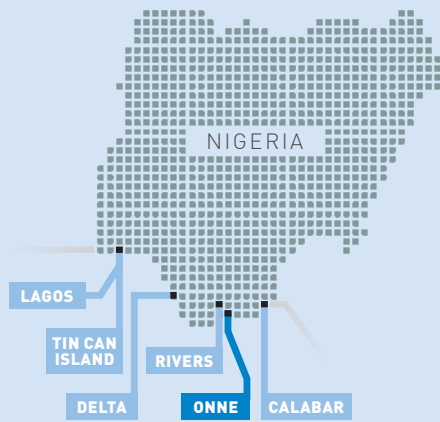 NIGERIA
LAGOS
TIN CAN
ISLAND
RIVERS
DELTA
ONNE
CALABAR